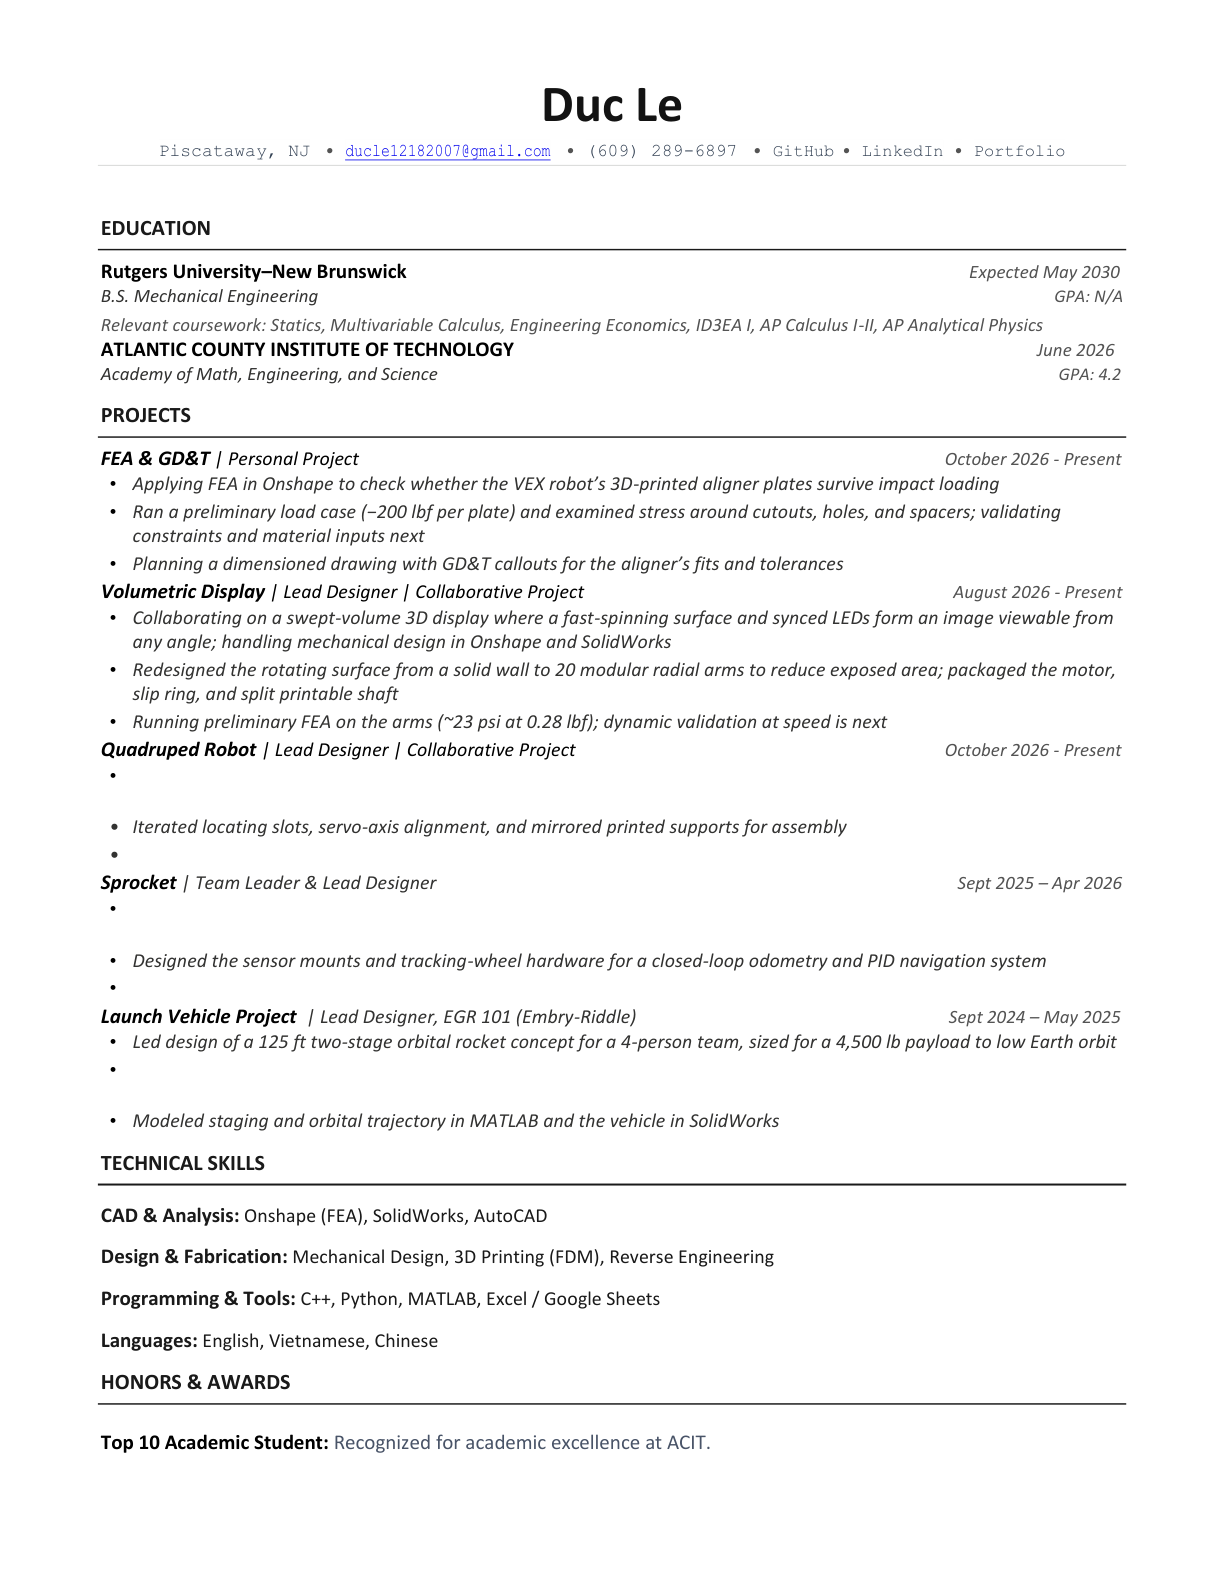 Duc Le
Piscataway, NJ • ducle12182007@gmail.com • (609) 289-6897 • GitHub • LinkedIn • Portfolio
EDUCATION
Rutgers University–New Brunswick Expected May 2030
B.S. Mechanical Engineering GPA: N/A
Relevant coursework: Statics, Multivariable Calculus, Engineering Economics, ID3EA I, AP Calculus I-II, AP Analytical Physics
ATLANTIC COUNTY INSTITUTE OF TECHNOLOGY June 2026
Academy of Math, Engineering, and Science GPA: 4.2
PROJECTS
FEA & GD&T | Personal Project October 2026 - Present
• Applying FEA in Onshape to check whether the VEX robot’s 3D-printed aligner plates survive impact loading
• Ran a preliminary load case (−200 lbf per plate) and examined stress around cutouts, holes, and spacers; validating
constraints and material inputs next
• Planning a dimensioned drawing with GD&T callouts for the aligner’s fits and tolerances
Volumetric Display | Lead Designer | Collaborative Project August 2026 - Present
• Collaborating on a swept-volume 3D display where a fast-spinning surface and synced LEDs form an image viewable from
any angle; handling mechanical design in Onshape and SolidWorks
• Redesigned the rotating surface from a solid wall to 20 modular radial arms to reduce exposed area; packaged the motor,
slip ring, and split printable shaft
• Running preliminary FEA on the arms (~23 psi at 0.28 lbf); dynamic validation at speed is next
Quadruped Robot | Lead Designer | Collaborative Project October 2026 - Present
•
• Iterated locating slots, servo-axis alignment, and mirrored printed supports for assembly
•
Sprocket | Team Leader & Lead Designer Sept 2025 – Apr 2026
•
• Designed the sensor mounts and tracking-wheel hardware for a closed-loop odometry and PID navigation system
•
Launch Vehicle Project | Lead Designer, EGR 101 (Embry-Riddle) Sept 2024 – May 2025
• Led design of a 125 ft two-stage orbital rocket concept for a 4-person team, sized for a 4,500 lb payload to low Earth orbit
•
• Modeled staging and orbital trajectory in MATLAB and the vehicle in SolidWorks
TECHNICAL SKILLS
CAD & Analysis: Onshape (FEA), SolidWorks, AutoCAD
Design & Fabrication: Mechanical Design, 3D Printing (FDM), Reverse Engineering
Programming & Tools: C++, Python, MATLAB, Excel / Google Sheets
Languages: English, Vietnamese, Chinese
HONORS & AWARDS
Top 10 Academic Student: Recognized for academic excellence at ACIT.